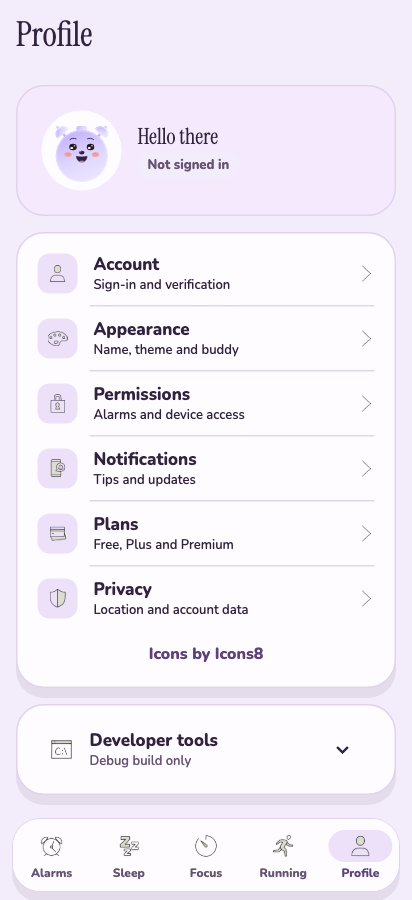 Profile
Hello there
Not signed in
Account
Sign-in and verification
Appearance
Name, theme and buddy
Permissions
Alarms and device access
Notifications
Tips and updates
Plans
Free, Plus and Premium
Privacy
Location and account data
Icons by Icons8
C:\
Developer tools
Debug build only
Alarms
Sleep
Focus
Running
Profile